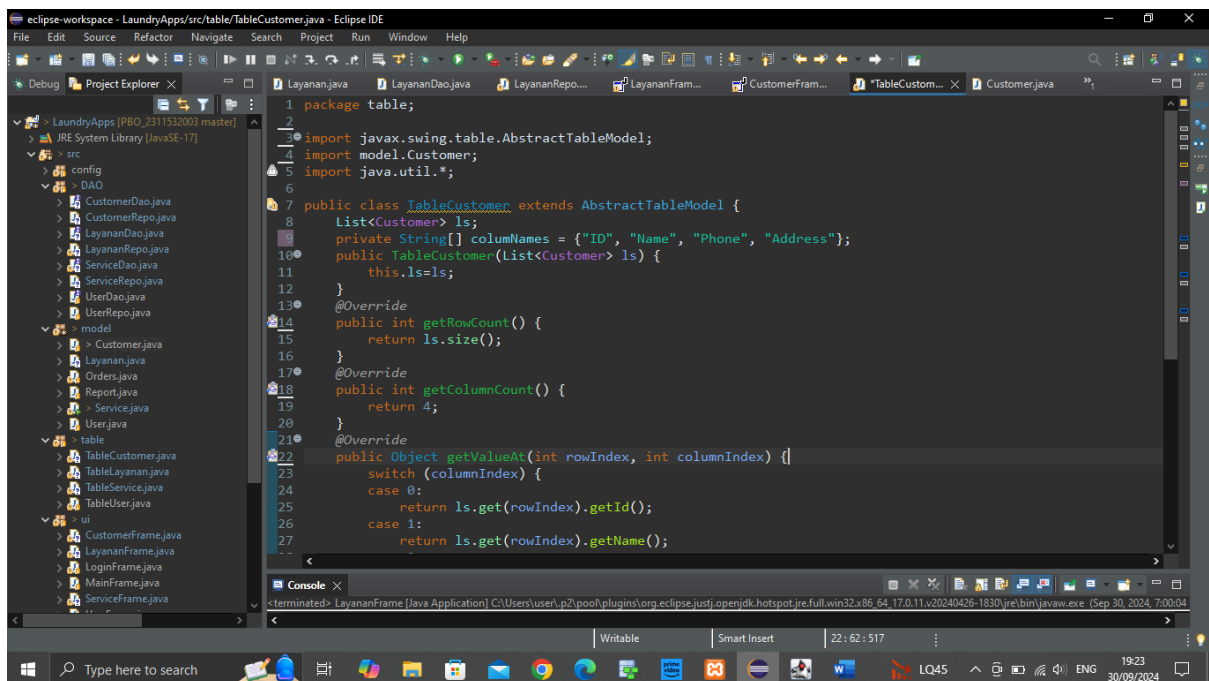 eclipse-workspace - LaundryApps/src/table/TableCustomer.java - Eclipse IDE
File Edit Source Refactor Navigate Search Project Run Window Help
Debug Project Explorer
Layanan.java LayananDao.java LayananRepo.... LayananFram... CustomerFram... *TableCustom... Customer.java »1
> LaundryApps [PBO_2311532003 master]
JRE System Library [JavaSE-17]
> src
config
> DAO
CustomerDao.java
CustomerRepo.java
LayananDao.java
LayananRepo.java
ServiceDao.java
ServiceRepo.java
UserDao.java
UserRepo.java
> model
> Customer.java
Layanan.java
Orders.java
Report.java
> Service.java
User.java
> table
TableCustomer.java
TableLayanan.java
TableService.java
TableUser.java
> ui
CustomerFrame.java
LayananFrame.java
LoginFrame.java
MainFrame.java
ServiceFrame.java
1 package table;
2
3 import javax.swing.table.AbstractTableModel;
4 import model.Customer;
5 import java.util.*;
6
7 public class TableCustomer extends AbstractTableModel {
8 List<Customer> ls;
9 private String[] columNames = {"ID", "Name", "Phone", "Address"};
10 public TableCustomer(List<Customer> ls) {
11 this.ls=ls;
12 }
13 @Override
14 public int getRowCount() {
15 return ls.size();
16 }
17 @Override
18 public int getColumnCount() {
19 return 4;
20 }
21 @Override
22 public Object getValueAt(int rowIndex, int columnIndex) {
23 switch (columnIndex) {
24 case 0:
25 return ls.get(rowIndex).getId();
26 case 1:
27 return ls.get(rowIndex).getName();
Console
<terminated> LayananFrame [Java Application] C:\Users\user\.p2\pool\plugins\org.eclipse.justj.openjdk.hotspot.jre.full.win32.x86_64_17.0.11.v20240426-1830\jre\bin\javaw.exe (Sep 30, 2024, 7:00:04
Writable Smart Insert 22 : 62 : 517
Type here to search
prime video
LQ45 ENG 19:23
30/09/2024